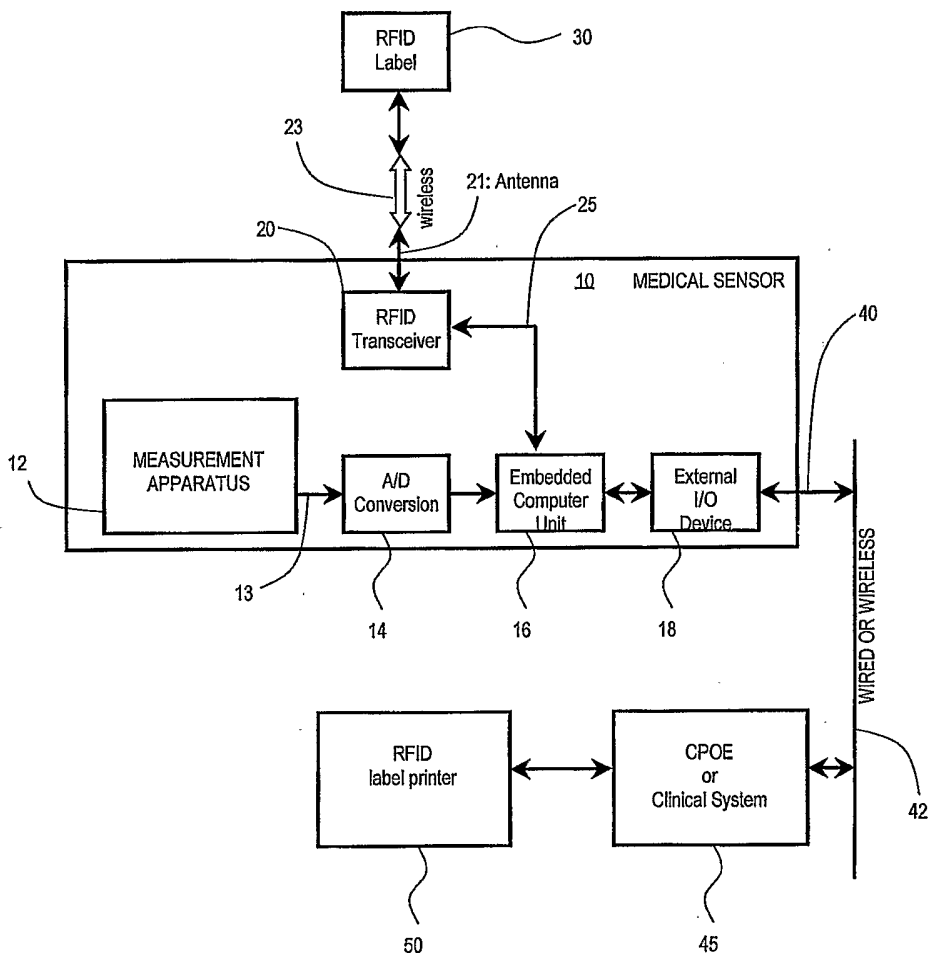 RFID
Label
30
23
wireless
21: Antenna
25
20
10
MEDICAL SENSOR
40
RFID
Transceiver
12
MEASUREMENT
APPARATUS
A/D
Conversion
Embedded
Computer
Unit
External
I/O
Device
13
14
16
18
WIRED OR WIRELESS
RFID
label printer
CPOE
or
Clinical System
42
50
45